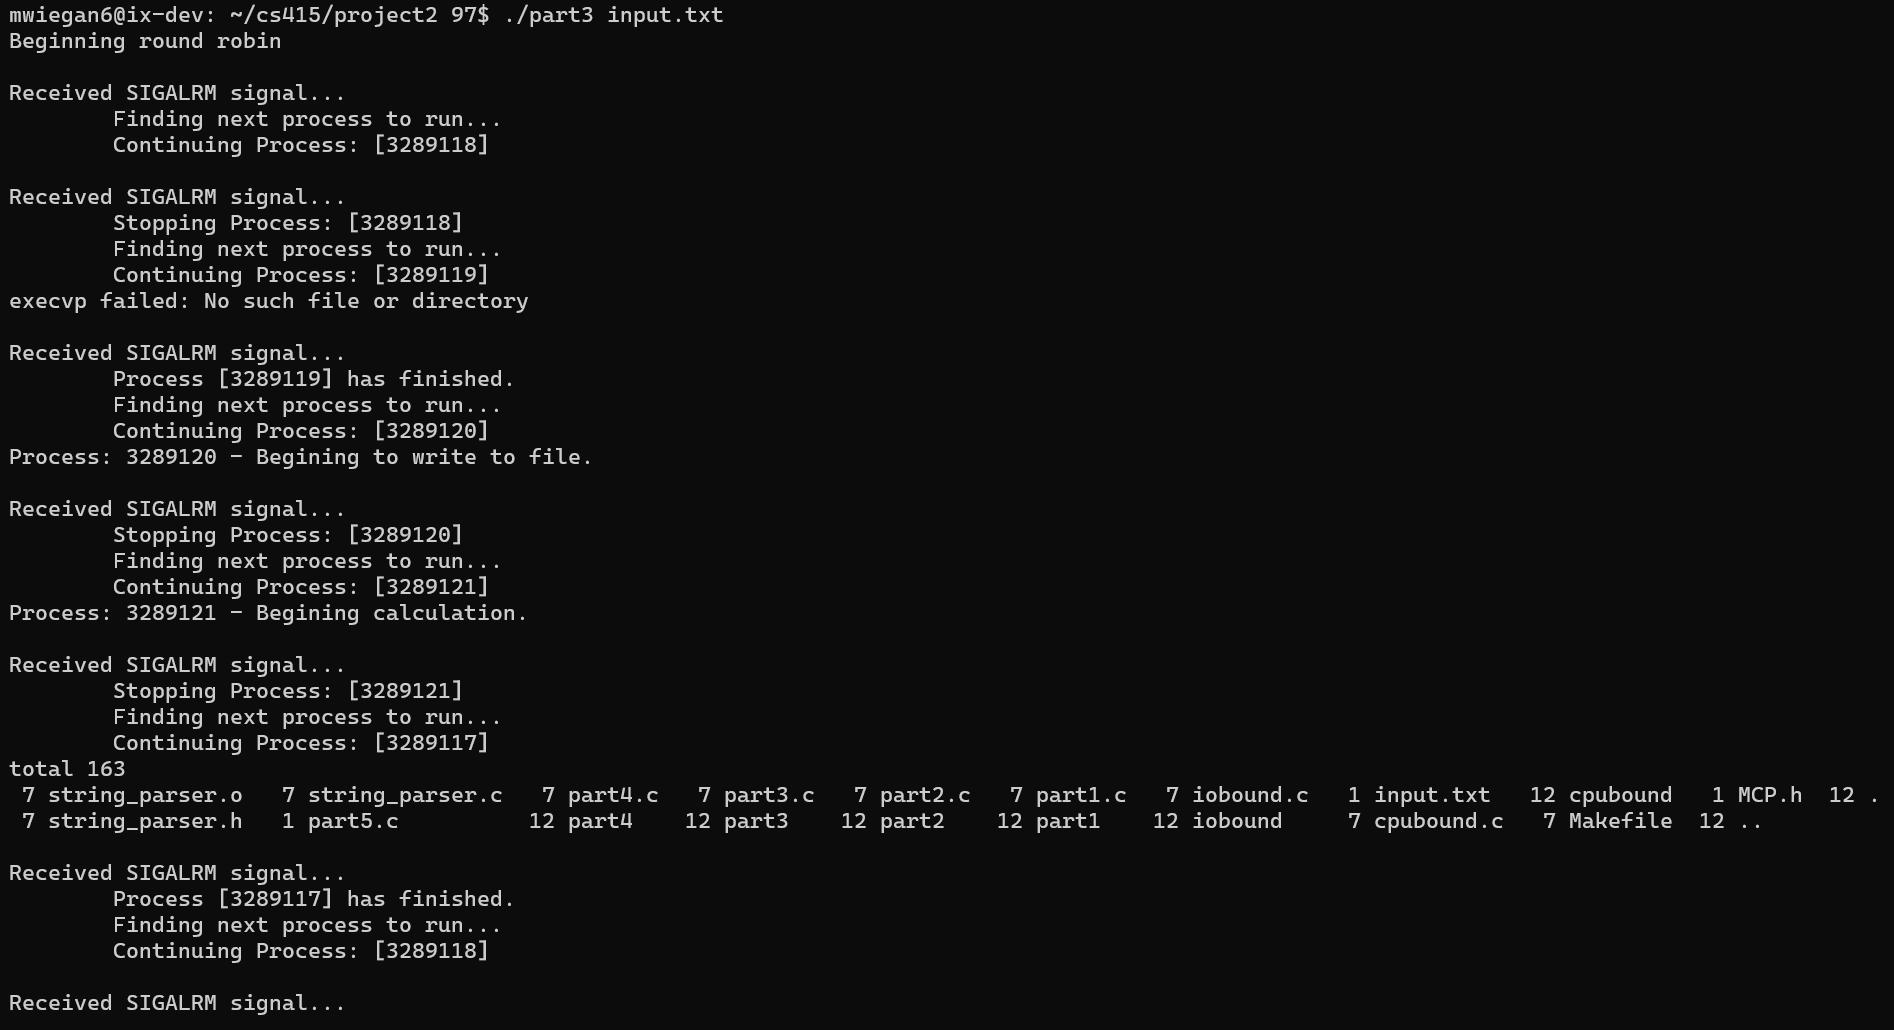 mwiegan6@ix-dev: ~/cs415/project2 97$ ./part3 input.txt
Beginning round robin

Received SIGALRM signal...
        Finding next process to run...
        Continuing Process: [3289118]

Received SIGALRM signal...
        Stopping Process: [3289118]
        Finding next process to run...
        Continuing Process: [3289119]
execvp failed: No such file or directory

Received SIGALRM signal...
        Process [3289119] has finished.
        Finding next process to run...
        Continuing Process: [3289120]
Process: 3289120 - Begining to write to file.

Received SIGALRM signal...
        Stopping Process: [3289120]
        Finding next process to run...
        Continuing Process: [3289121]
Process: 3289121 - Begining calculation.

Received SIGALRM signal...
        Stopping Process: [3289121]
        Finding next process to run...
        Continuing Process: [3289117]
total 163
 7 string_parser.o   7 string_parser.c   7 part4.c   7 part3.c   7 part2.c   7 part1.c   7 iobound.c   1 input.txt   12 cpubound   1 MCP.h  12 .
 7 string_parser.h   1 part5.c          12 part4    12 part3    12 part2    12 part1    12 iobound     7 cpubound.c   7 Makefile  12 ..

Received SIGALRM signal...
        Process [3289117] has finished.
        Finding next process to run...
        Continuing Process: [3289118]

Received SIGALRM signal...